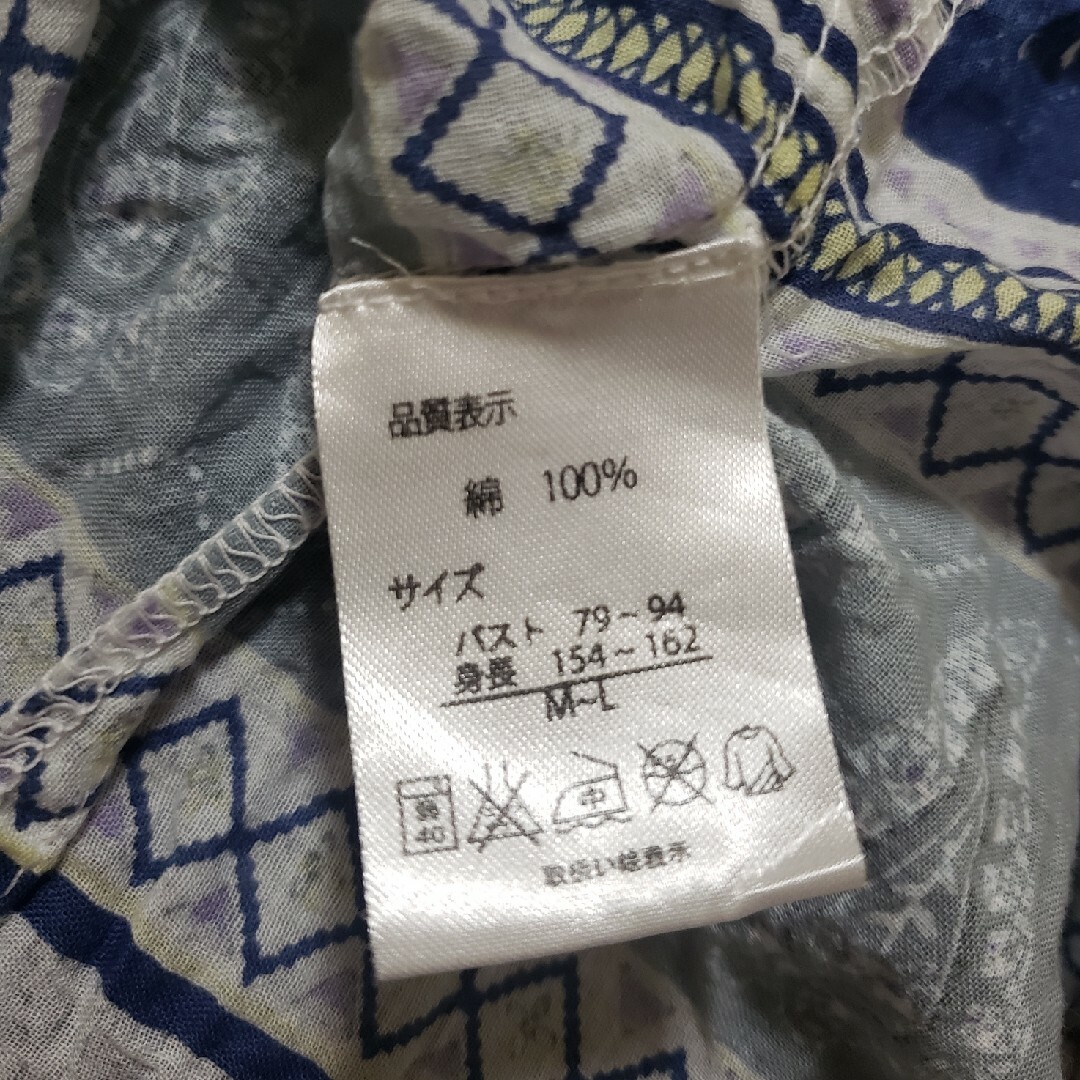 品質表示
綿 100%
サイズ
バスト 79～94
身長 154～162
M~L
中
取扱い絵表示